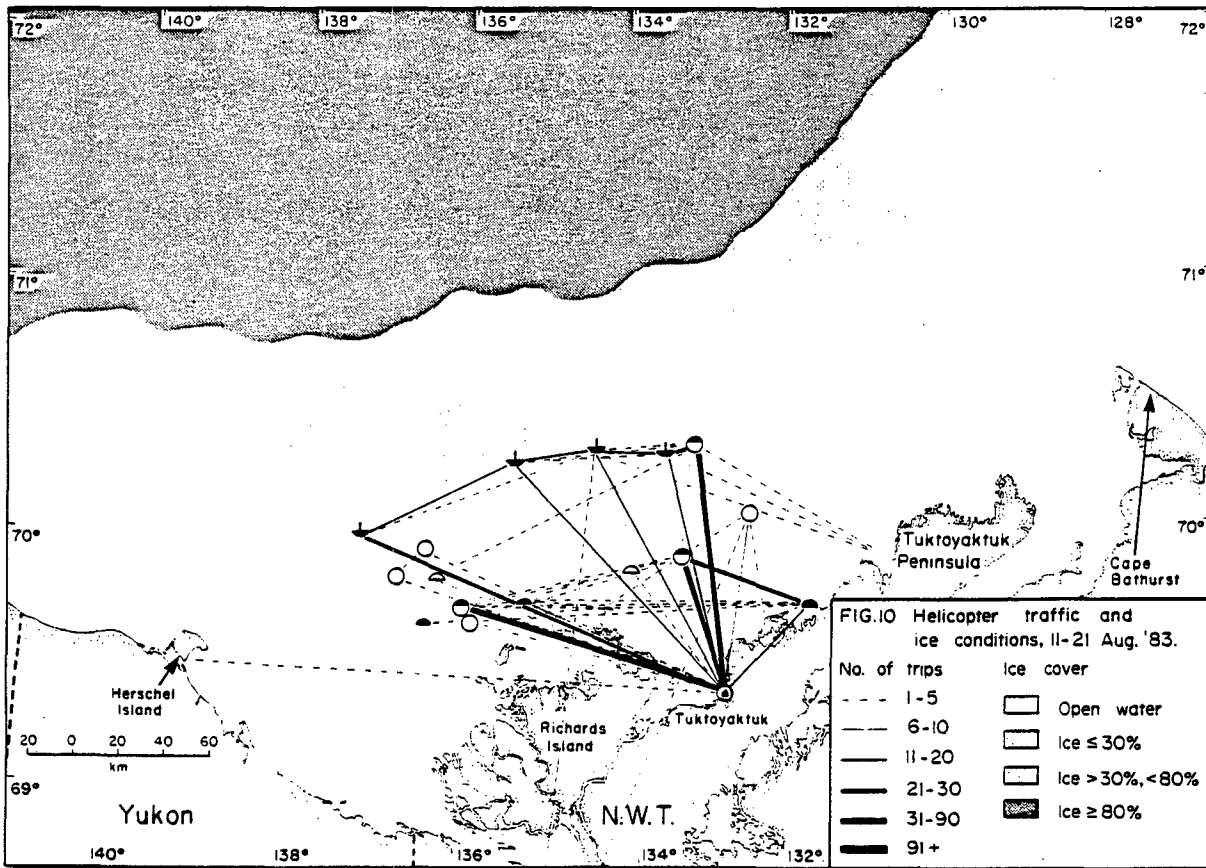 72° 140° 138° 136° 134° 132° 130° 128° 72°
71° 71°
70° 70°
Tuktoyaktuk
Peninsula
Cape
Bathurst
Herschel
Island
Richards
Island
Tuktoyaktuk
20 0 20 40 60
km
69°
Yukon
N.W.T.
140° 138° 136° 134° 132°
FIG.10 Helicopter traffic and
ice conditions, 11-21 Aug. '83.
No. of trips
1-5
6-10
11-20
21-30
31-90
91+
Ice cover
Open water
Ice ≤ 30%
Ice >30%, <80%
Ice ≥ 80%